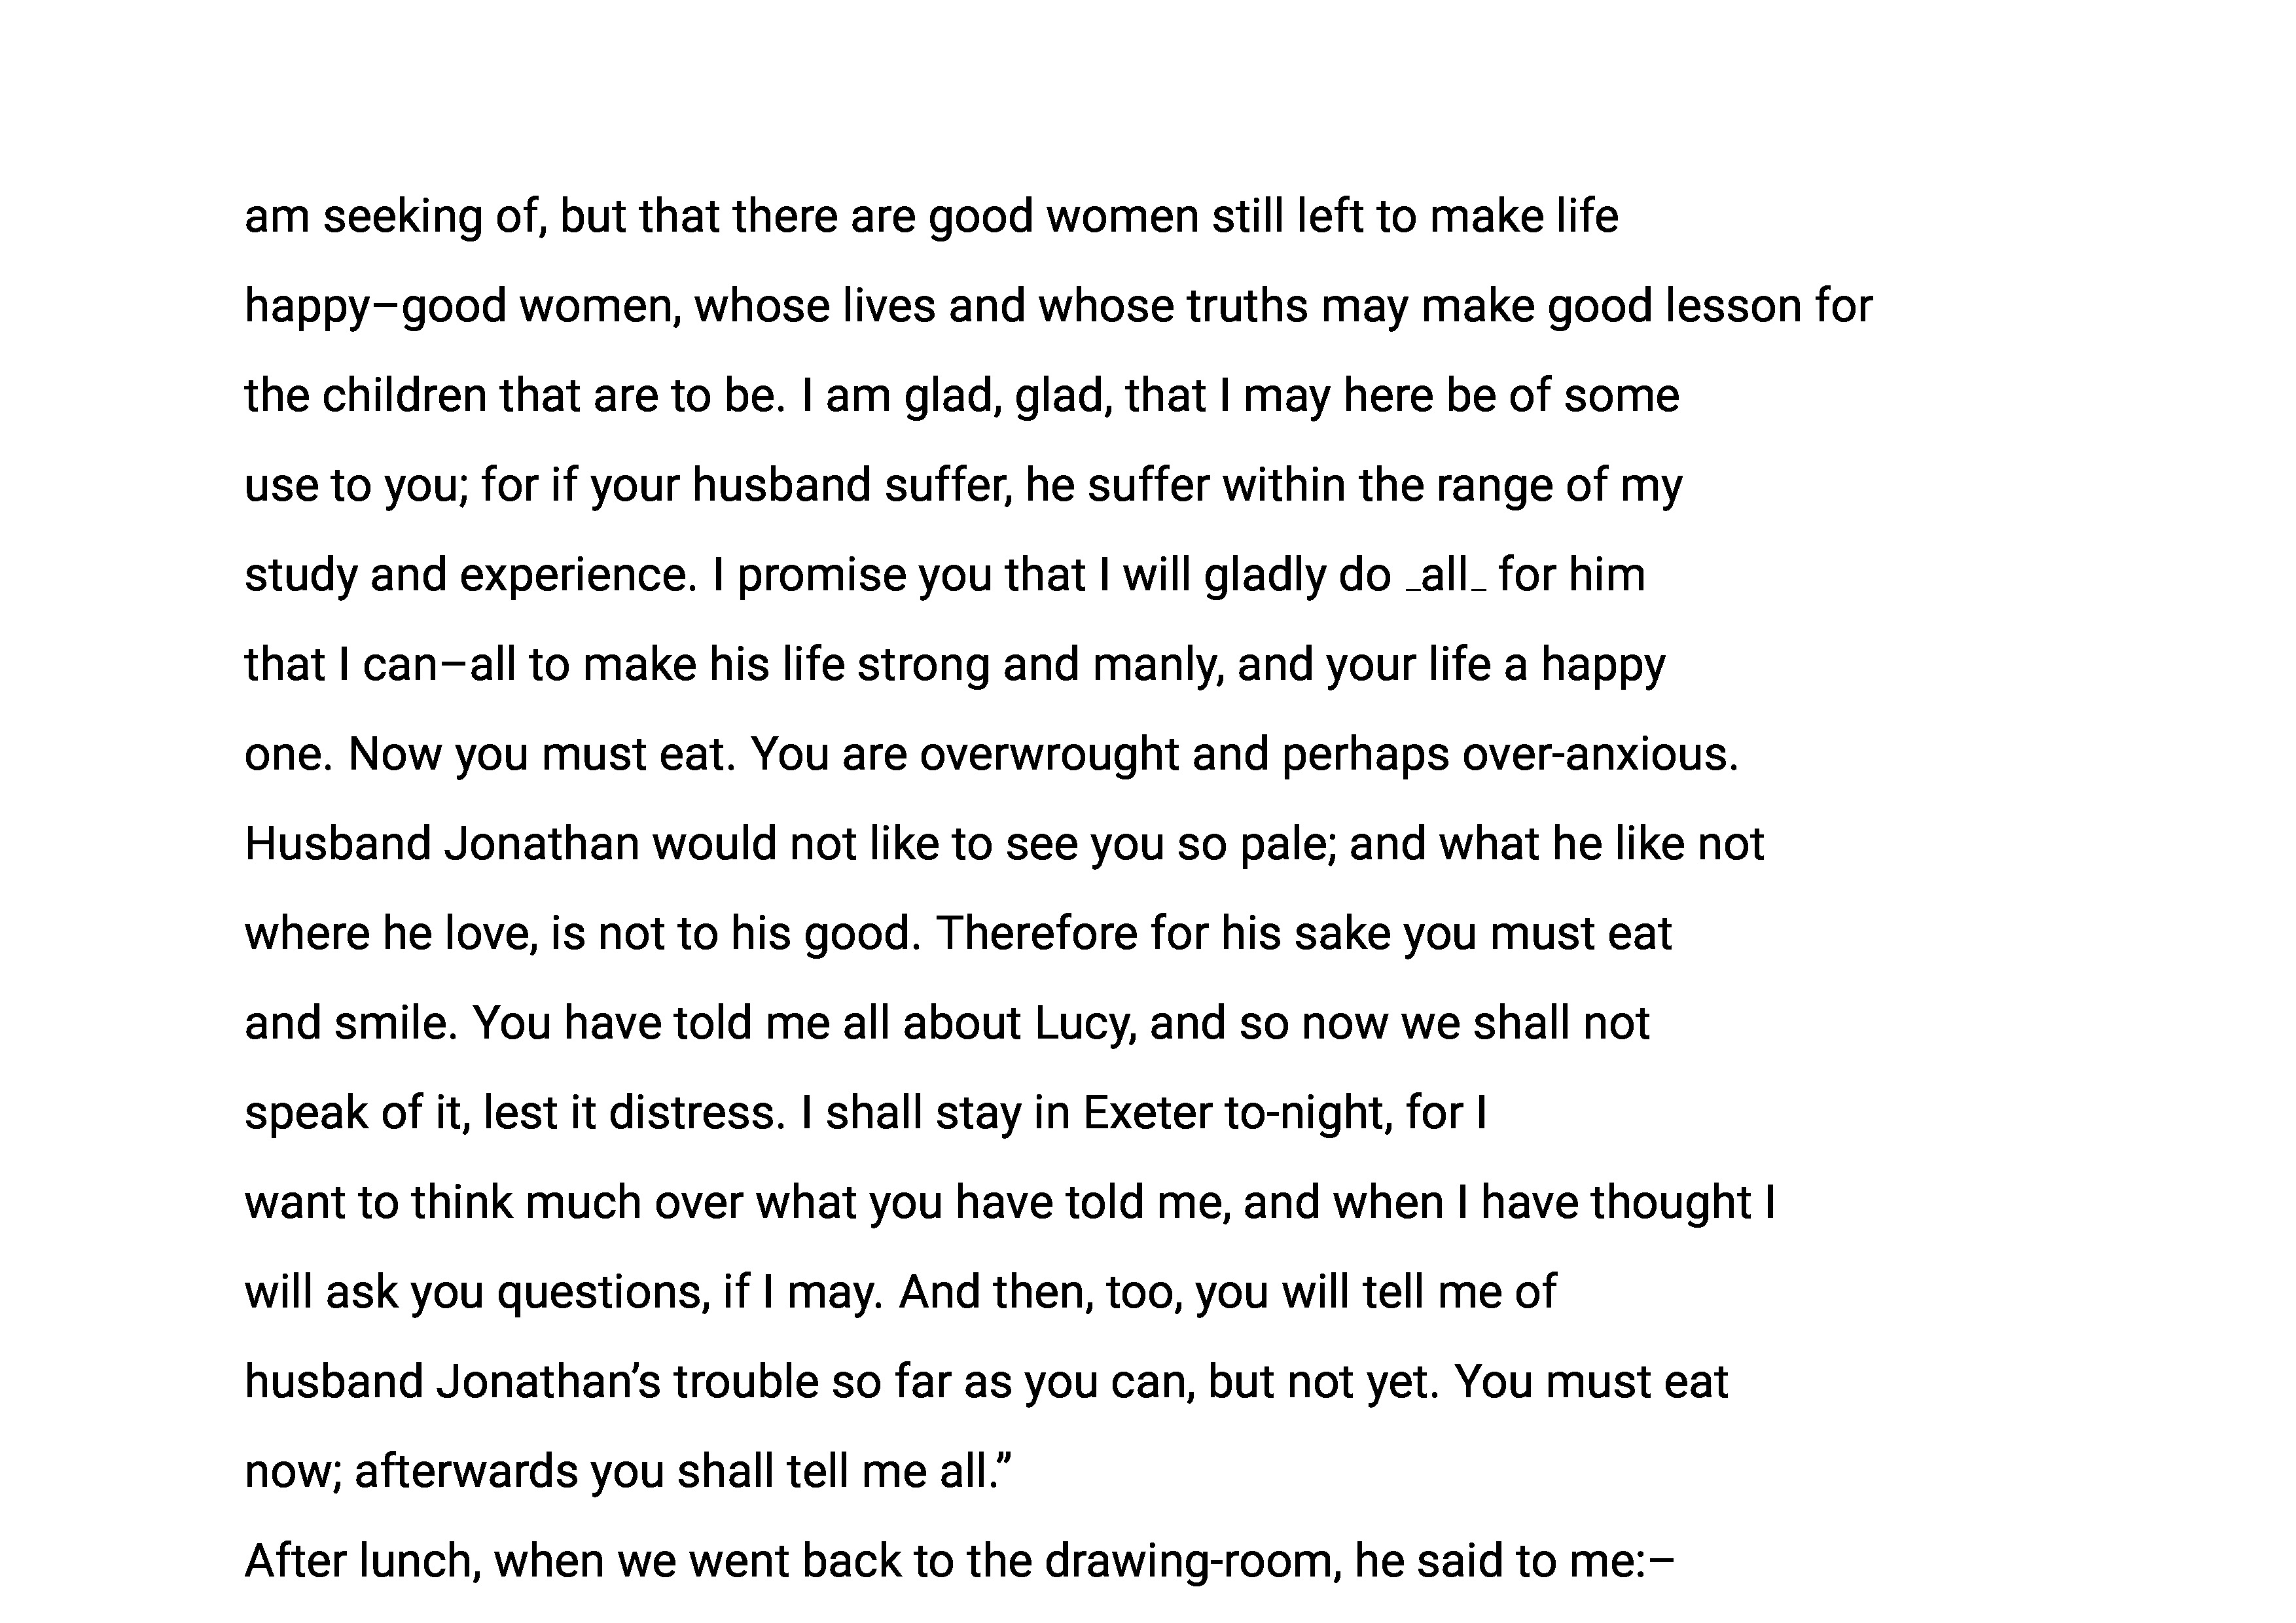 am seeking of, but that there are good women still left to make life
happy–good women, whose lives and whose truths may make good lesson for
the children that are to be. I am glad, glad, that I may here be of some
use to you; for if your husband suffer, he suffer within the range of my
study and experience. I promise you that I will gladly do _all_ for him
that I can–all to make his life strong and manly, and your life a happy
one. Now you must eat. You are overwrought and perhaps over-anxious.
Husband Jonathan would not like to see you so pale; and what he like not
where he love, is not to his good. Therefore for his sake you must eat
and smile. You have told me all about Lucy, and so now we shall not
speak of it, lest it distress. I shall stay in Exeter to-night, for I
want to think much over what you have told me, and when I have thought I
will ask you questions, if I may. And then, too, you will tell me of
husband Jonathan’s trouble so far as you can, but not yet. You must eat
now; afterwards you shall tell me all.”
After lunch, when we went back to the drawing-room, he said to me:–